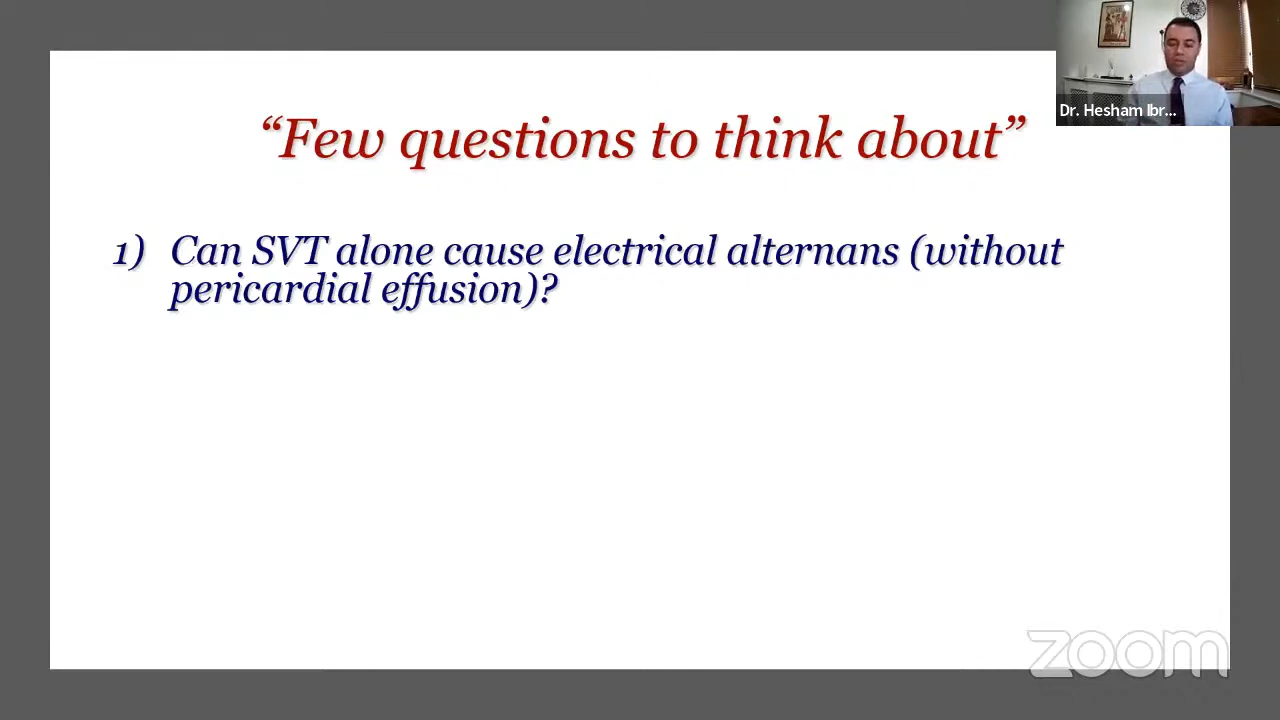 Dr. Hesham Ibr...
“Few questions to think about”
1) Can SVT alone cause electrical alternans (without
pericardial effusion)?
zoom